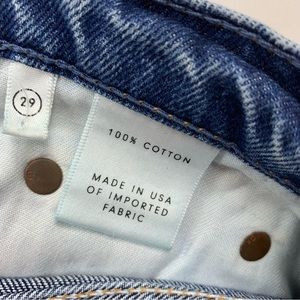 29
100% COTTON
MADE IN USA
OF IMPORTED
FABRIC